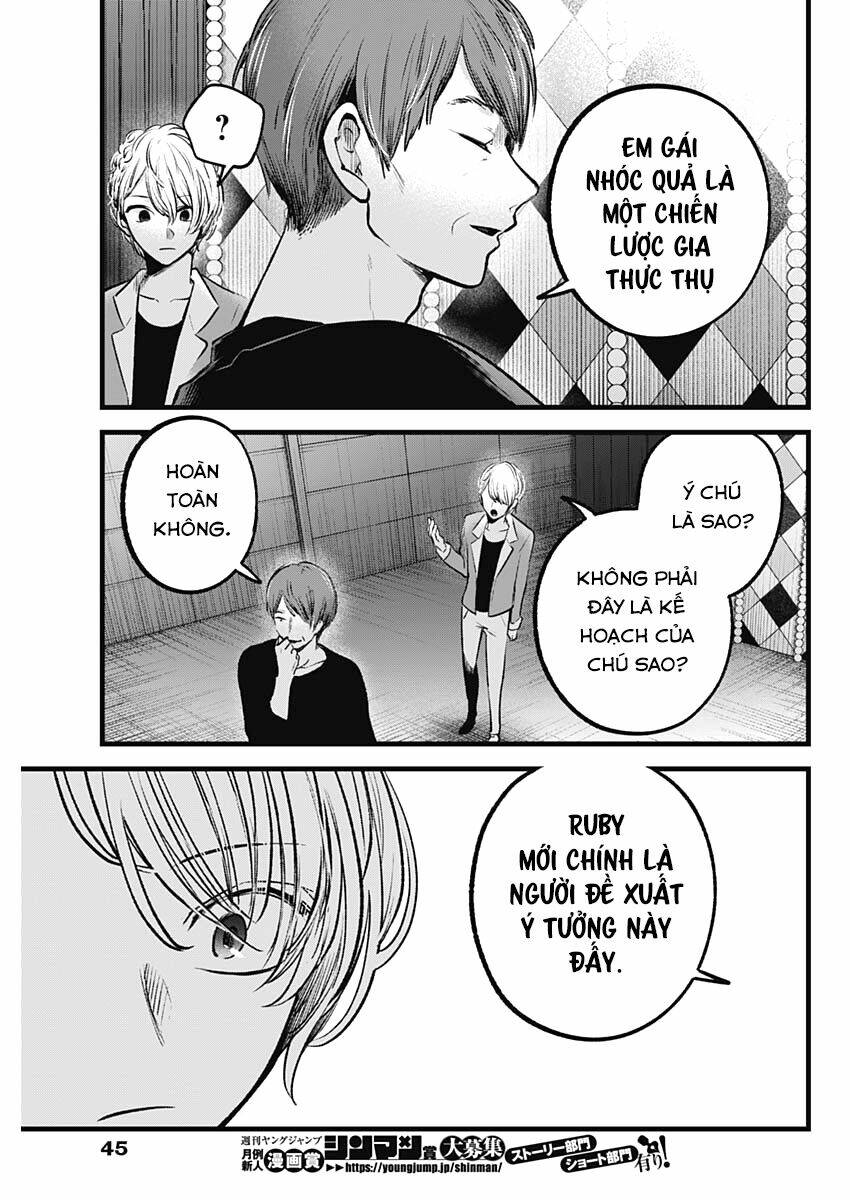 EM GÁI
NHÓC QUẢ LÀ
MỘT CHIẾN
LƯỢC GIA
THỰC THỤ
?
Ý CHÚ
LÀ SAO?
KHÔNG PHẢI
ĐÂY LÀ KẾ
HOẠCH CỦA
CHÚ SAO?
HOÀN
TOÀN
KHÔNG.
RUBY
MỚI CHÍNH LÀ
NGƯỜI ĐỀ XUẤT
Ý TƯỞNG NÀY
ĐẤY.
45
週刊ヤングジャンプ
月例
新人
漫画賞
シンマン賞
大募集
▶▶https://youngjump.jp/shinman/
ストーリー部門
ショート部門
有り!